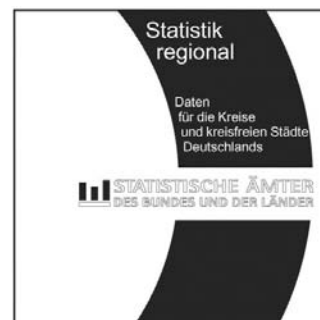 Statistik
regional
Daten
für die Kreise
und kreisfreien Städte
Deutschlands
STATISTISCHE ÄMTER
DES BUNDES UND DER LÄNDER